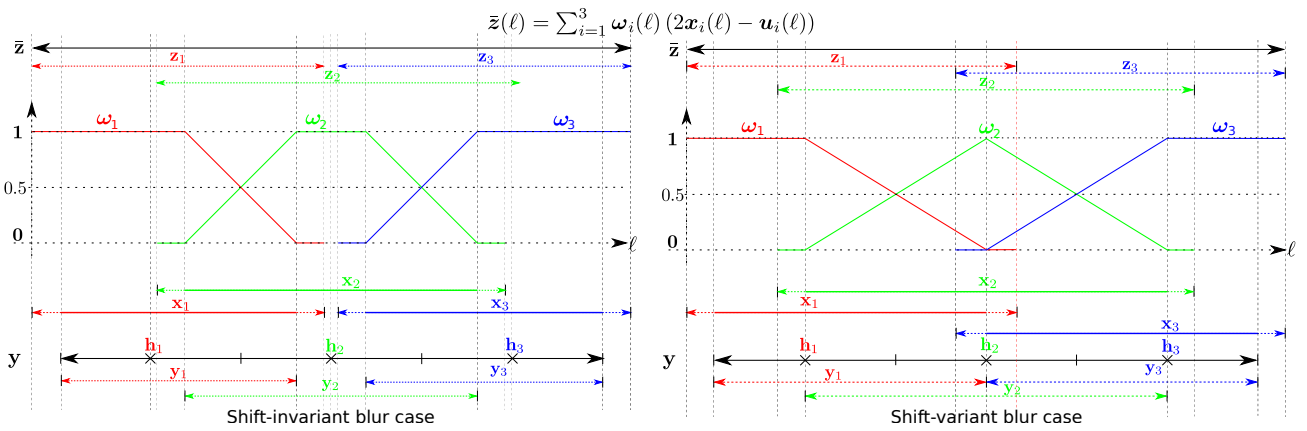 z̄(ℓ) = ∑³ᵢ₌₁ ωᵢ(ℓ) (2xᵢ(ℓ) − uᵢ(ℓ))
z̄
z₁ z₃
z₂
1 ω₁ ω₂ ω₃
0.5
0 ℓ
x₂
x₁ x₃
y h₁ h₂ h₃
y₁ y₃
y₂
Shift-invariant blur case
z̄
z₁ z₃
z₂
1 ω₁ ω₂ ω₃
0.5
0 ℓ
x₂
x₁
x₃
y h₁ h₂ h₃
y₁ y₃
y₂
Shift-variant blur case